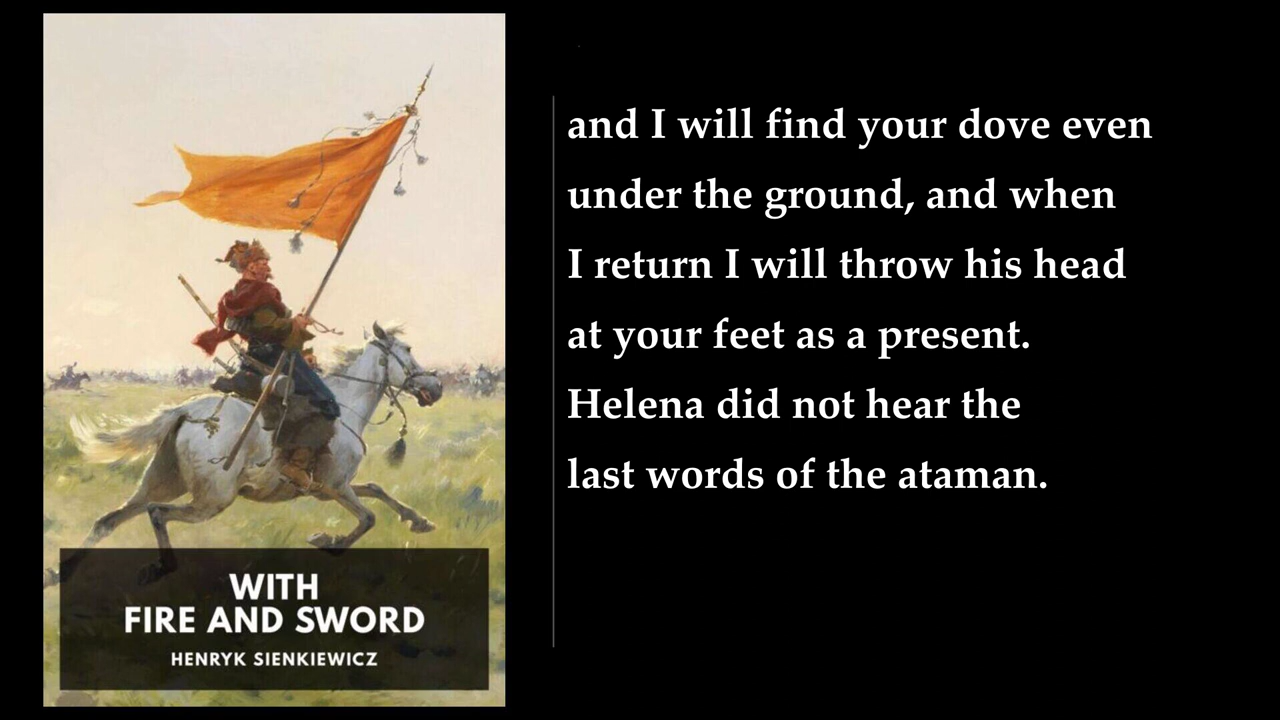 and I will find your dove even
under the ground, and when
I return I will throw his head
at your feet as a present.
Helena did not hear the
last words of the ataman.
WITH
FIRE AND SWORD
HENRYK SIENKIEWICZ